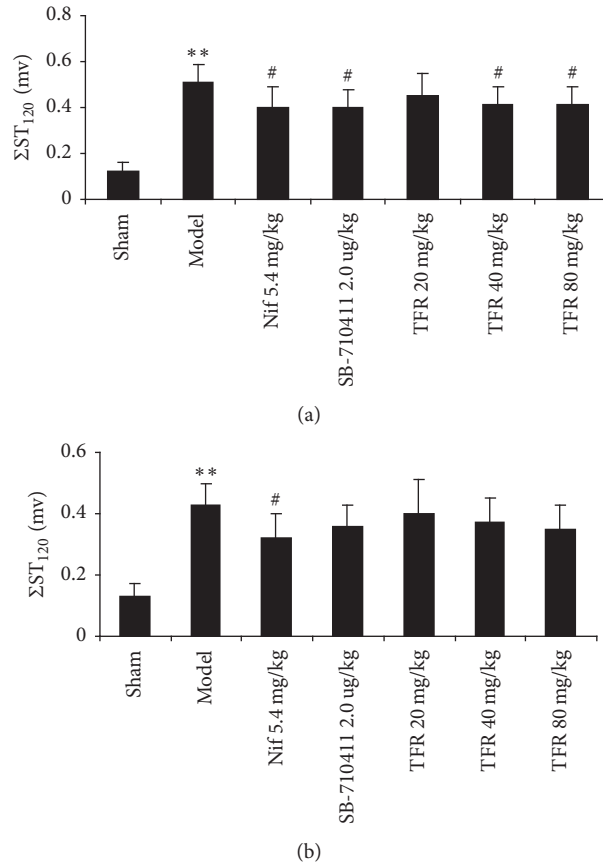 ΣST₁₂₀ (mv)
0.8
0.6
0.4
0.2
0
**
#
#
#
#
Sham
Model
Nif 5.4 mg/kg
SB-710411 2.0 ug/kg
TFR 20 mg/kg
TFR 40 mg/kg
TFR 80 mg/kg
(a)
ΣST₁₂₀ (mv)
0.6
0.4
0.2
0
**
#
Sham
Model
Nif 5.4 mg/kg
SB-710411 2.0 ug/kg
TFR 20 mg/kg
TFR 40 mg/kg
TFR 80 mg/kg
(b)